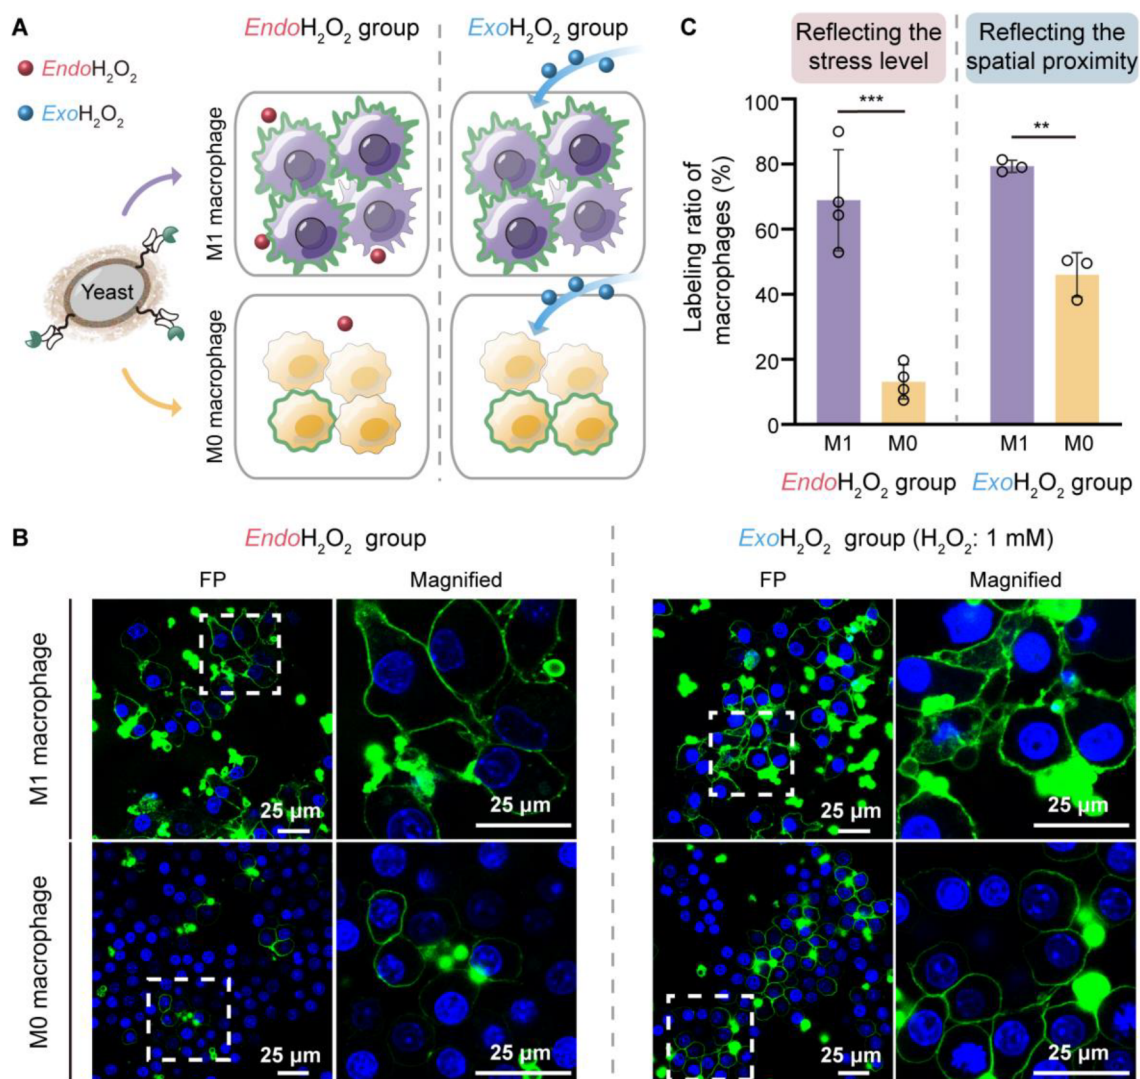 A
EndoH₂O₂ group
ExoH₂O₂ group
EndoH₂O₂
ExoH₂O₂
M1 macrophage
Yeast
M0 macrophage
C
Reflecting the
stress level
Reflecting the
spatial proximity
Labeling ratio of
macrophages (%)
100
80
60
40
20
0
***
**
M1
M0
M1
M0
EndoH₂O₂ group
ExoH₂O₂ group
B
EndoH₂O₂ group
ExoH₂O₂ group (H₂O₂: 1 mM)
FP
Magnified
FP
Magnified
M1 macrophage
25 μm
25 μm
25 μm
25 μm
M0 macrophage
25 μm
25 μm
25 μm
25 μm